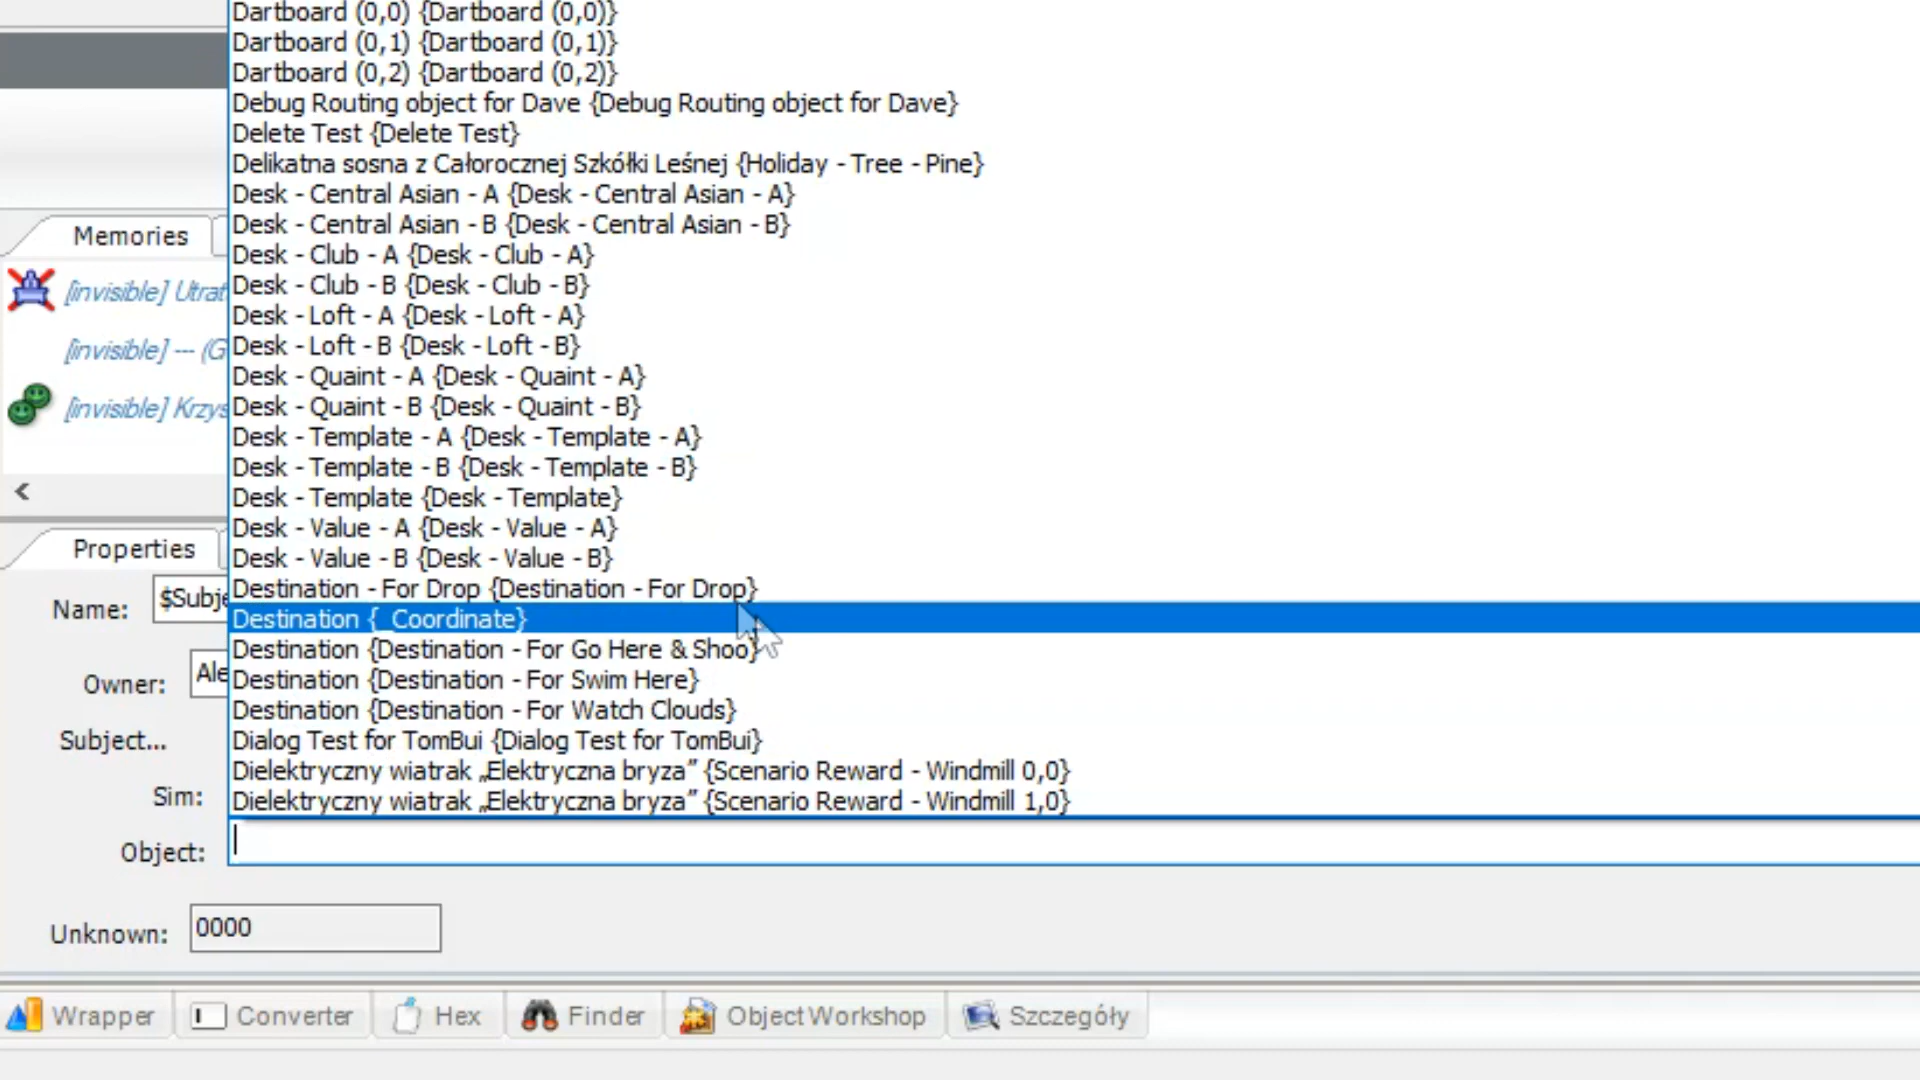 Dartboard (0,0) {Dartboard (0,0)}
Dartboard (0,1) {Dartboard (0,1)}
Dartboard (0,2) {Dartboard (0,2)}
Debug Routing object for Dave {Debug Routing object for Dave}
Delete Test {Delete Test}
Delikatna sosna z Całorocznej Szkółki Leśnej {Holiday - Tree - Pine}
Desk - Central Asian - A {Desk - Central Asian - A}
Desk - Central Asian - B {Desk - Central Asian - B}
Desk - Club - A {Desk - Club - A}
Desk - Club - B {Desk - Club - B}
Desk - Loft - A {Desk - Loft - A}
Desk - Loft - B {Desk - Loft - B}
Desk - Quaint - A {Desk - Quaint - A}
Desk - Quaint - B {Desk - Quaint - B}
Desk - Template - A {Desk - Template - A}
Desk - Template - B {Desk - Template - B}
Desk - Template {Desk - Template}
Desk - Value - A {Desk - Value - A}
Desk - Value - B {Desk - Value - B}
Destination - For Drop {Destination - For Drop}
Destination {_Coordinate}
Destination {Destination - For Go Here & Shoo}
Destination {Destination - For Swim Here}
Destination {Destination - For Watch Clouds}
Dialog Test for TomBui {Dialog Test for TomBui}
Dielektryczny wiatrak „Elektryczna bryza” {Scenario Reward - Windmill 0,0}
Dielektryczny wiatrak „Elektryczna bryza” {Scenario Reward - Windmill 1,0}
Memories
[invisible] Utrat
[invisible] --- (G
[invisible] Krzys
Properties
Name: $Subje
Owner: Ale
Subject...
Sim:
Object:
Unknown: 0000
Wrapper Converter Hex Finder Object Workshop Szczegóły